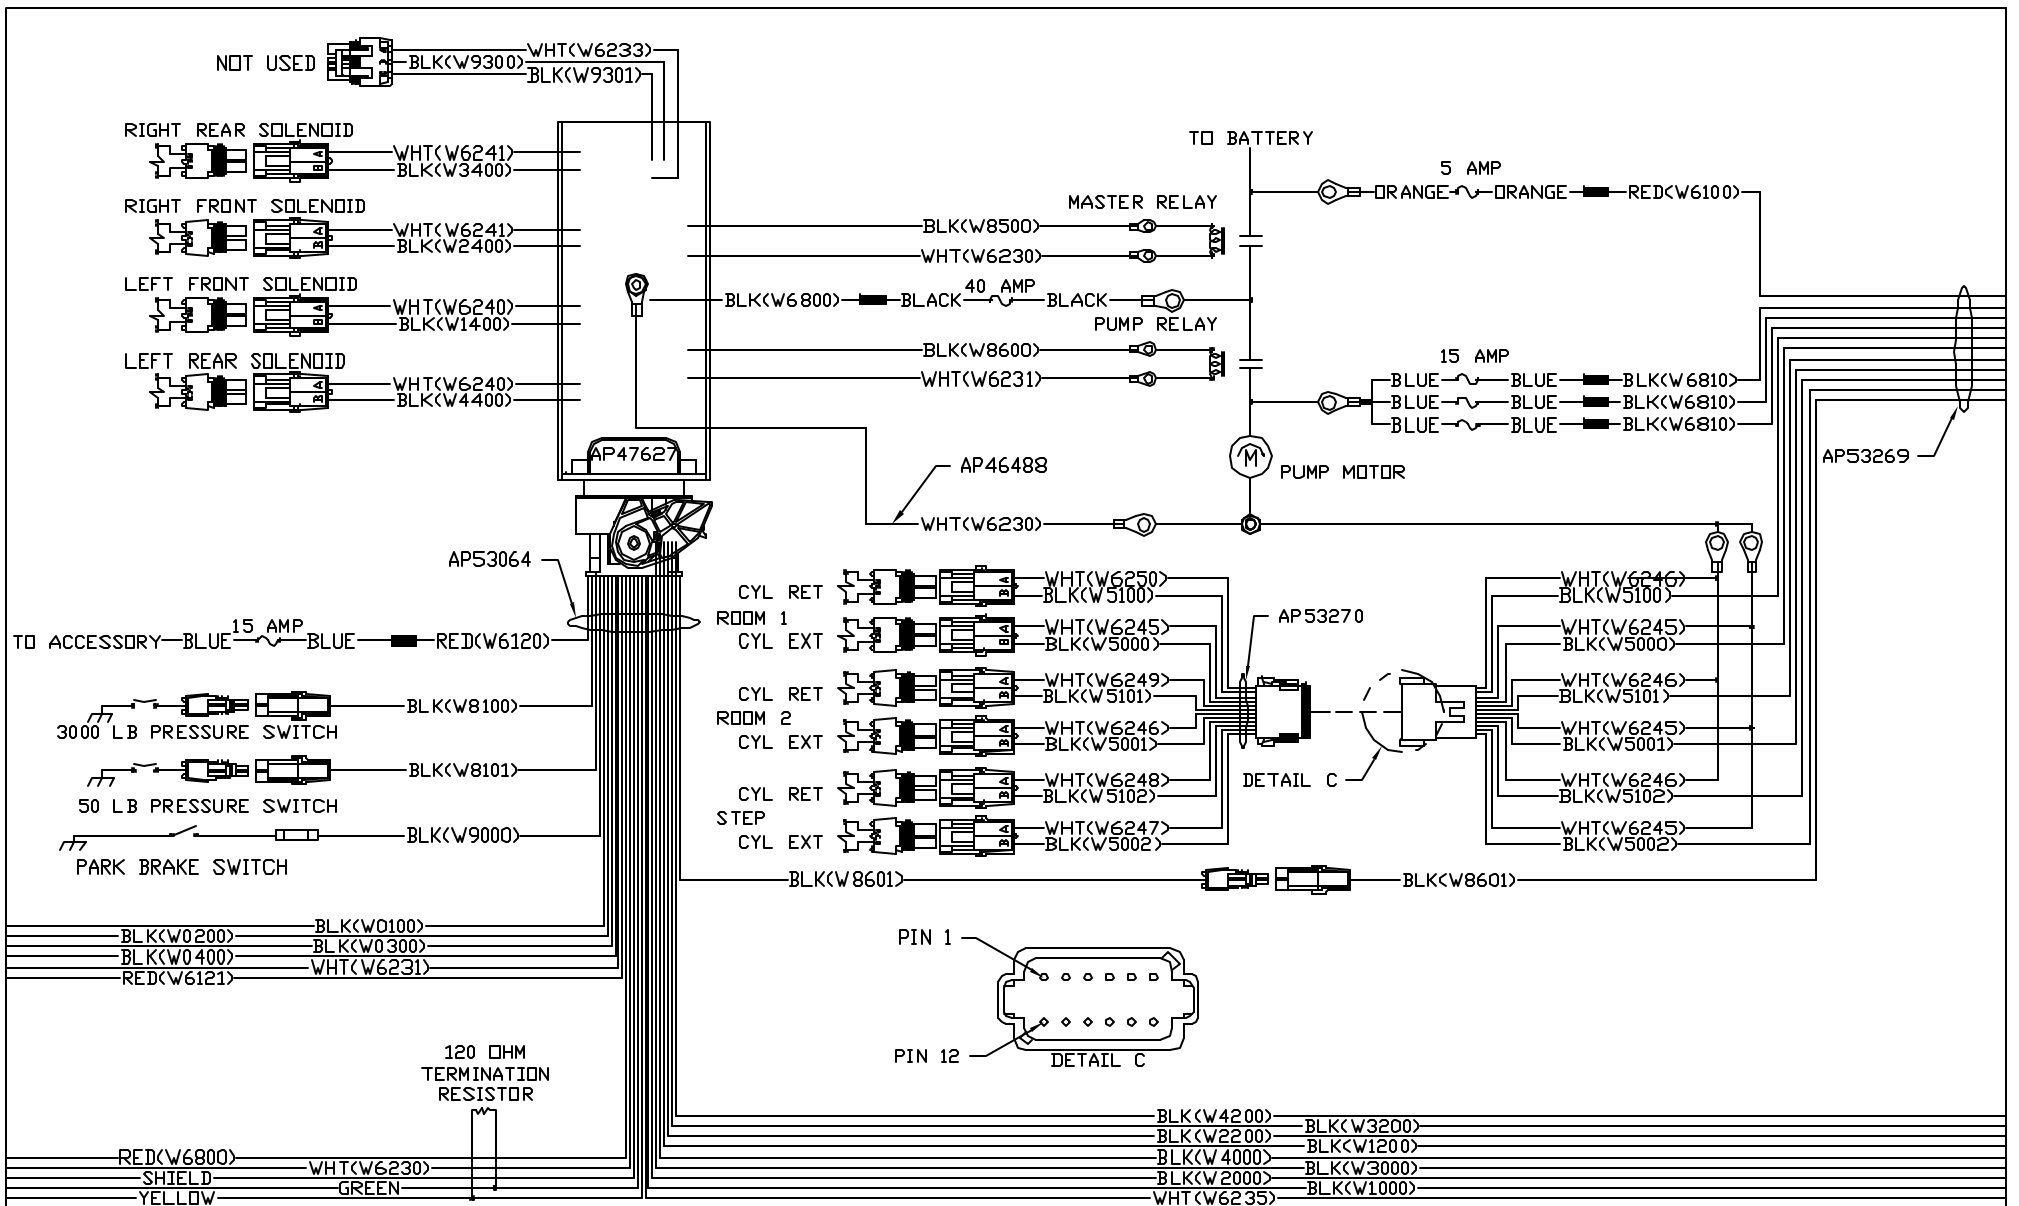 NOT USED
WHT(W6233)
BLK(W9300)
BLK(W9301)
RIGHT REAR SOLENOID
A
B
WHT(W6241)
BLK(W3400)
RIGHT FRONT SOLENOID
A
B
WHT(W6241)
BLK(W2400)
LEFT FRONT SOLENOID
A
B
WHT(W6240)
BLK(W1400)
LEFT REAR SOLENOID
A
B
WHT(W6240)
BLK(W4400)
AP47627
TO BATTERY
MASTER RELAY
BLK(W8500)
WHT(W6230)
BLK(W6800)
BLACK
40 AMP
BLACK
PUMP RELAY
BLK(W8600)
WHT(W6231)
5 AMP
ORANGE
ORANGE
RED(W6100)
15 AMP
BLUE
BLUE
BLK(W6810)
BLUE
BLUE
BLK(W6810)
BLUE
BLUE
BLK(W6810)
AP53269
M
PUMP MOTOR
AP46488
WHT(W6230)
AP53064
TO ACCESSORY
BLUE
15 AMP
BLUE
RED(W6120)
BLK(W8100)
3000 LB PRESSURE SWITCH
BLK(W8101)
50 LB PRESSURE SWITCH
BLK(W9000)
PARK BRAKE SWITCH
CYL RET
A
B
WHT(W6250)
BLK(W5100)
ROOM 1
CYL EXT
A
B
WHT(W6245)
BLK(W5000)
CYL RET
A
B
WHT(W6249)
BLK(W5101)
ROOM 2
CYL EXT
A
B
WHT(W6246)
BLK(W5001)
CYL RET
A
B
WHT(W6248)
BLK(W5102)
STEP
CYL EXT
A
B
WHT(W6247)
BLK(W5002)
AP53270
DETAIL C
WHT(W6246)
BLK(W5100)
WHT(W6245)
BLK(W5000)
WHT(W6246)
BLK(W5101)
WHT(W6245)
BLK(W5001)
WHT(W6246)
BLK(W5102)
WHT(W6245)
BLK(W5002)
BLK(W8601)
BLK(W8601)
BLK(W0100)
BLK(W0200)
BLK(W0300)
BLK(W0400)
WHT(W6231)
RED(W6121)
PIN 1
PIN 12
DETAIL C
120 OHM
TERMINATION
RESISTOR
RED(W6800)
WHT(W6230)
SHIELD
GREEN
YELLOW
BLK(W4200)
BLK(W3200)
BLK(W2200)
BLK(W1200)
BLK(W4000)
BLK(W3000)
BLK(W2000)
BLK(W1000)
WHT(W6235)